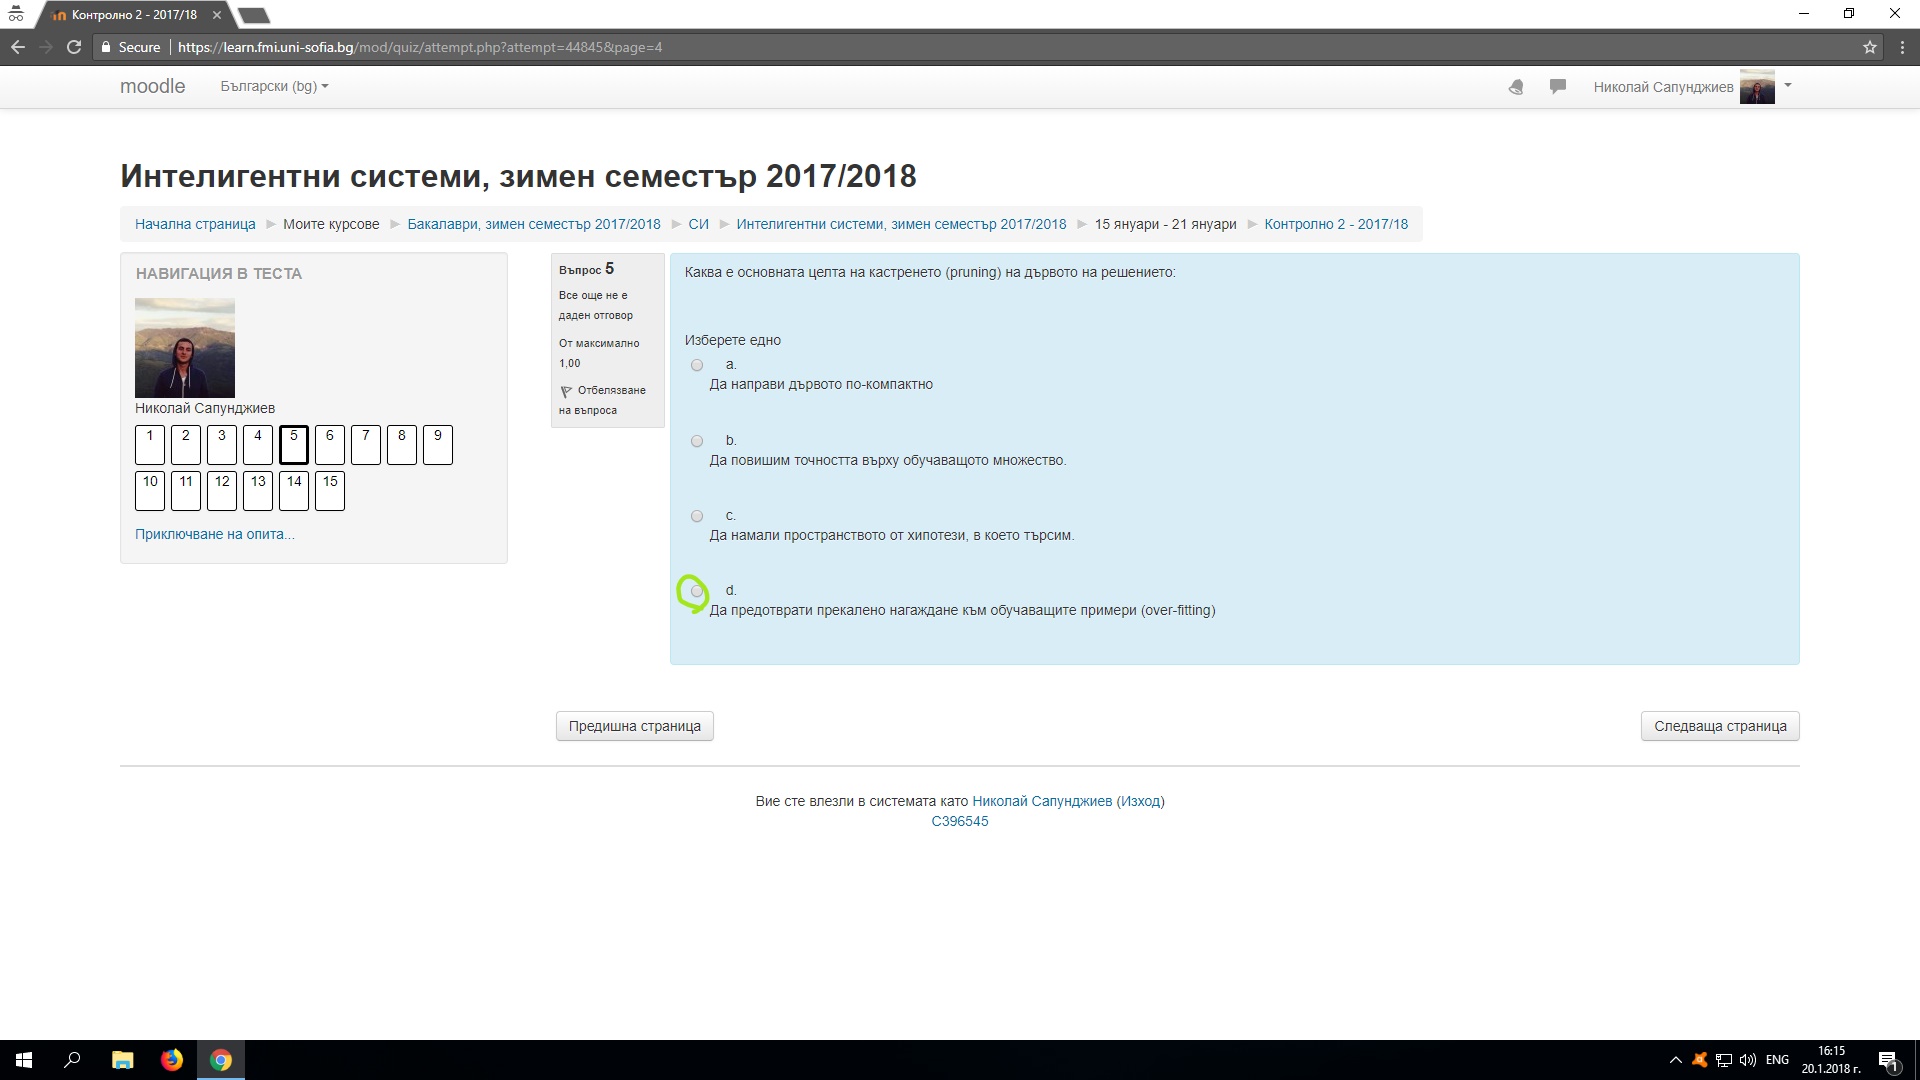 Контролно 2 - 2017/18
Secure
https://learn.fmi.uni-sofia.bg/mod/quiz/attempt.php?attempt=44845&page=4
moodle
Български (bg)
Николай Сапунджиев
Интелигентни системи, зимен семестър 2017/2018
Начална страница ► Моите курсове ► Бакалаври, зимен семестър 2017/2018 ► СИ ► Интелигентни системи, зимен семестър 2017/2018 ► 15 януари - 21 януари ► Контролно 2 - 2017/18
НАВИГАЦИЯ В ТЕСТА
Николай Сапунджиев
1 2 3 4 5 6 7 8 9
10 11 12 13 14 15
Приключване на опита...
Въпрос 5
Все още не е
даден отговор
От максимално
1,00
Отбелязване
на въпроса
Каква е основната целта на кастренето (pruning) на дървото на решението:
Изберете едно
a.
Да направи дървото по-компактно
b.
Да повишим точността върху обучаващото множество.
c.
Да намали пространството от хипотези, в което търсим.
d.
Да предотврати прекалено нагаждане към обучаващите примери (over-fitting)
Предишна страница
Следваща страница
Вие сте влезли в системата като Николай Сапунджиев (Изход)
C396545
ENG
16:15
20.1.2018 г.
1